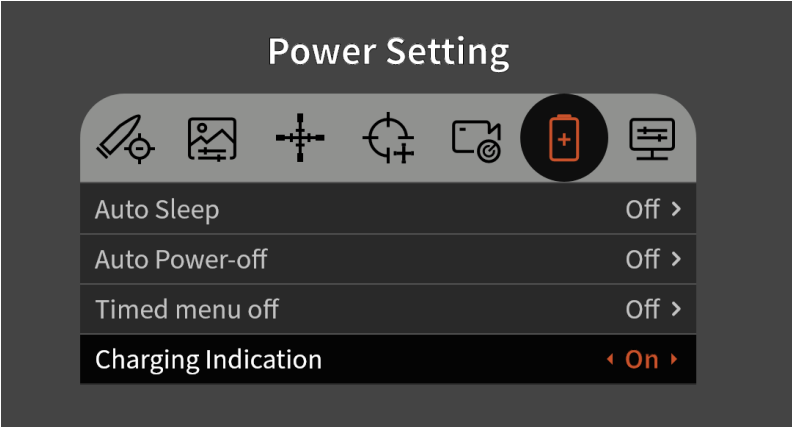 Power Setting
Auto Sleep Off >
Auto Power-off Off >
Timed menu off Off >
Charging Indication On